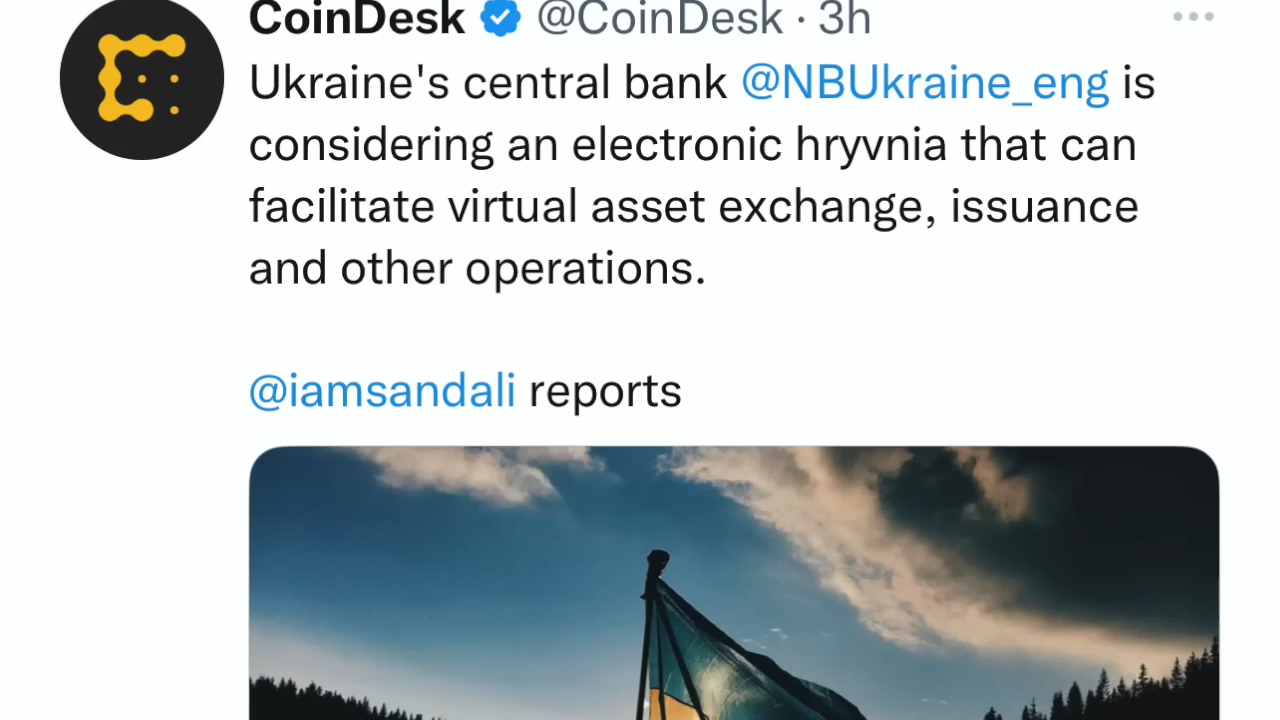 CoinDesk @CoinDesk · 3h
Ukraine's central bank @NBUkraine_eng is
considering an electronic hryvnia that can
facilitate virtual asset exchange, issuance
and other operations.
@iamsandali reports